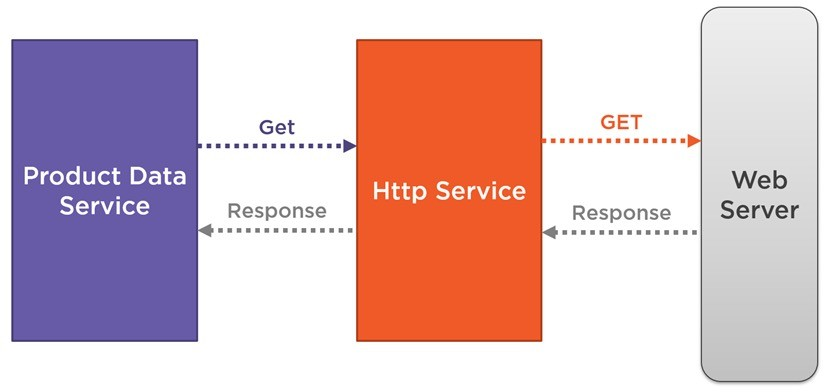 Get
GET
Product Data
Service
Http Service
Web
Server
Response
Response